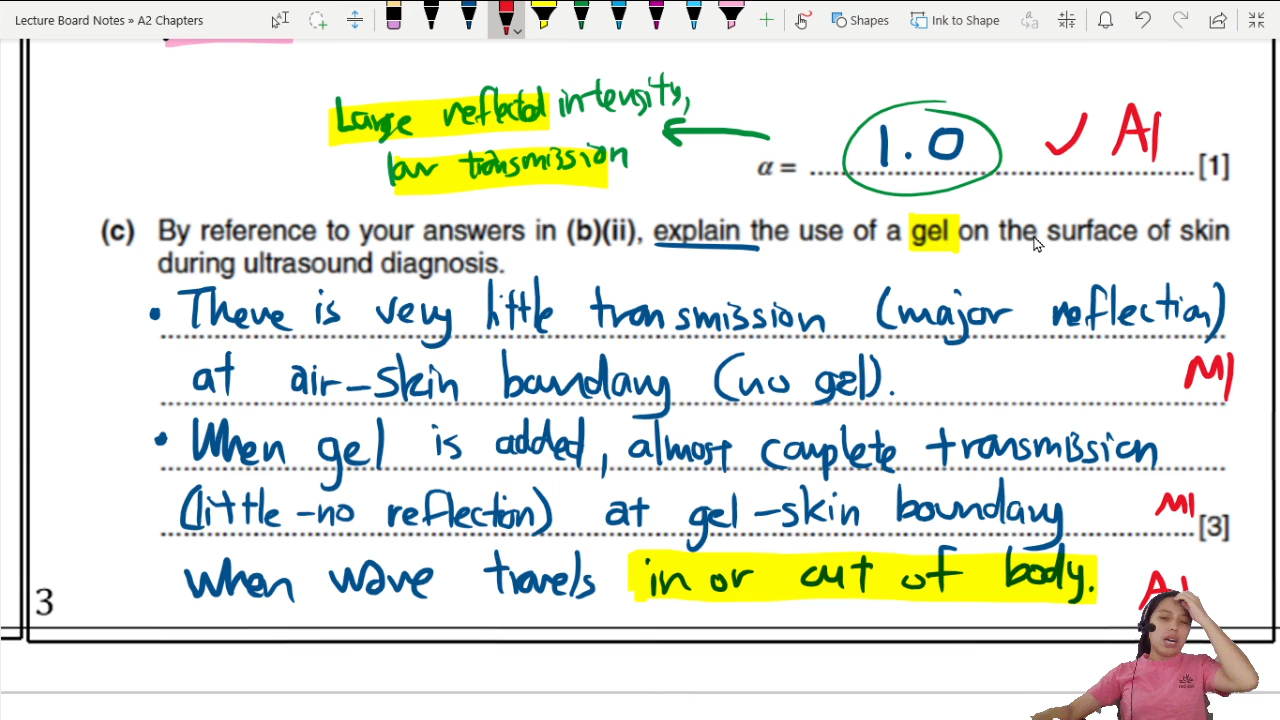 Lecture Board Notes » A2 Chapters
Shapes
Ink to Shape
Large reflected intensity,
low transmission
α = 1.0 ✓ A1
[1]
(c) By reference to your answers in (b)(ii), explain the use of a gel on the surface of skin
during ultrasound diagnosis.
• There is very little transmission (major reflection)
at air-skin boundary (no gel). M1
• When gel is added, almost complete transmission
(little-no reflection) at gel-skin boundary M1
[3]
when wave travels in or out of body. A1
3